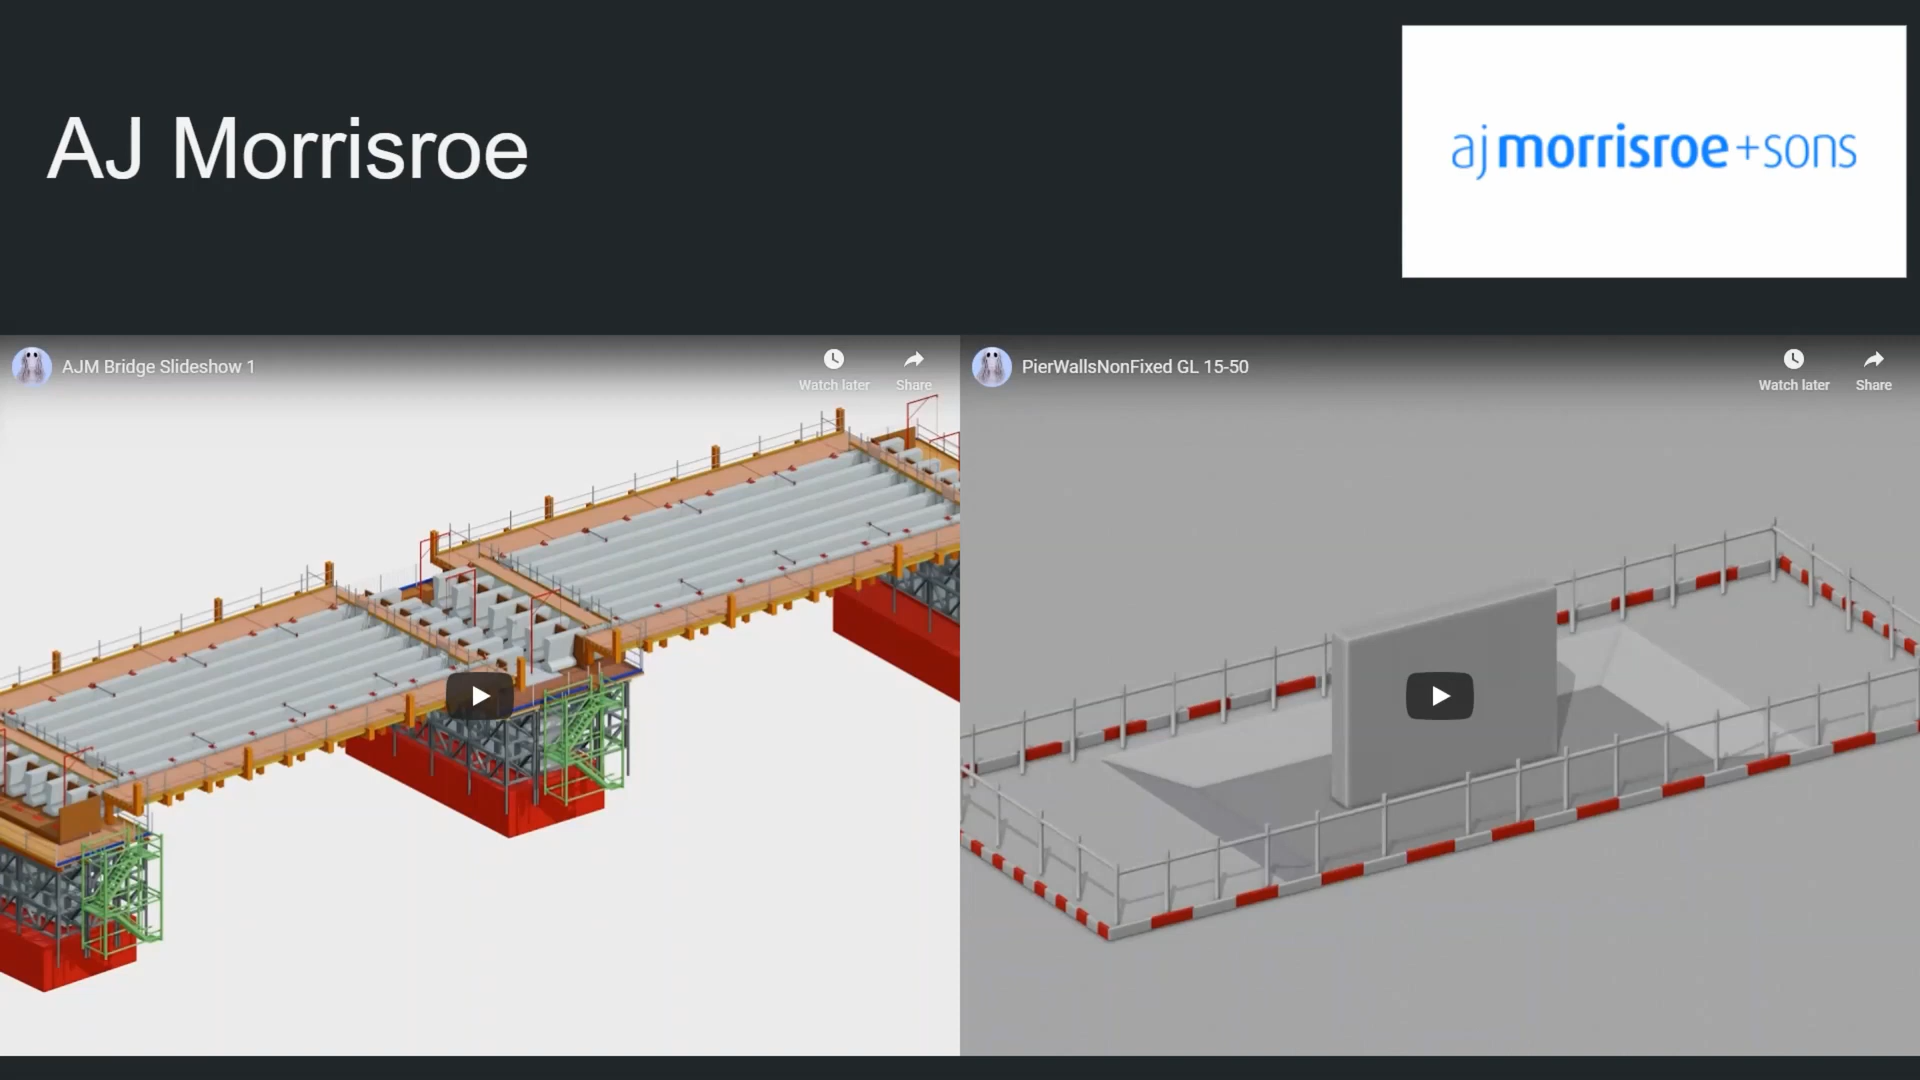 AJ Morrisroe
aj morrisroe+sons
AJM Bridge Slideshow 1
Watch later
Share
PierWallsNonFixed GL 15-50
Watch later
Share